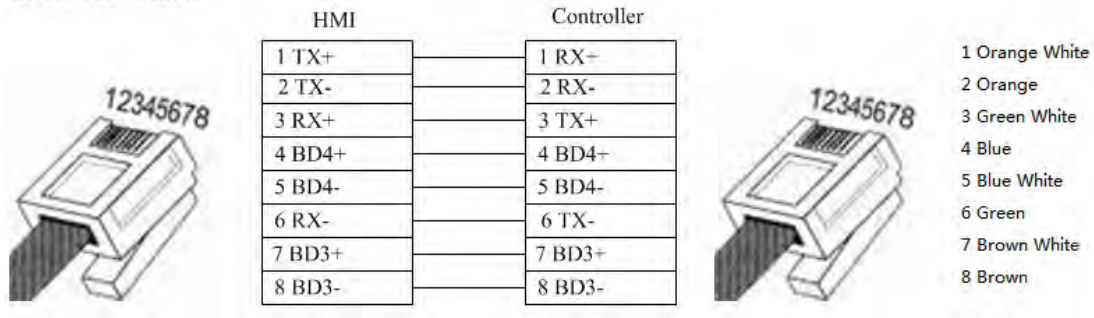 HMI
Controller
1 TX+
1 RX+
2 TX-
2 RX-
3 RX+
3 TX+
4 BD4+
4 BD4+
5 BD4-
5 BD4-
6 RX-
6 TX-
7 BD3+
7 BD3+
8 BD3-
8 BD3-
12345678
12345678
1 Orange White
2 Orange
3 Green White
4 Blue
5 Blue White
6 Green
7 Brown White
8 Brown